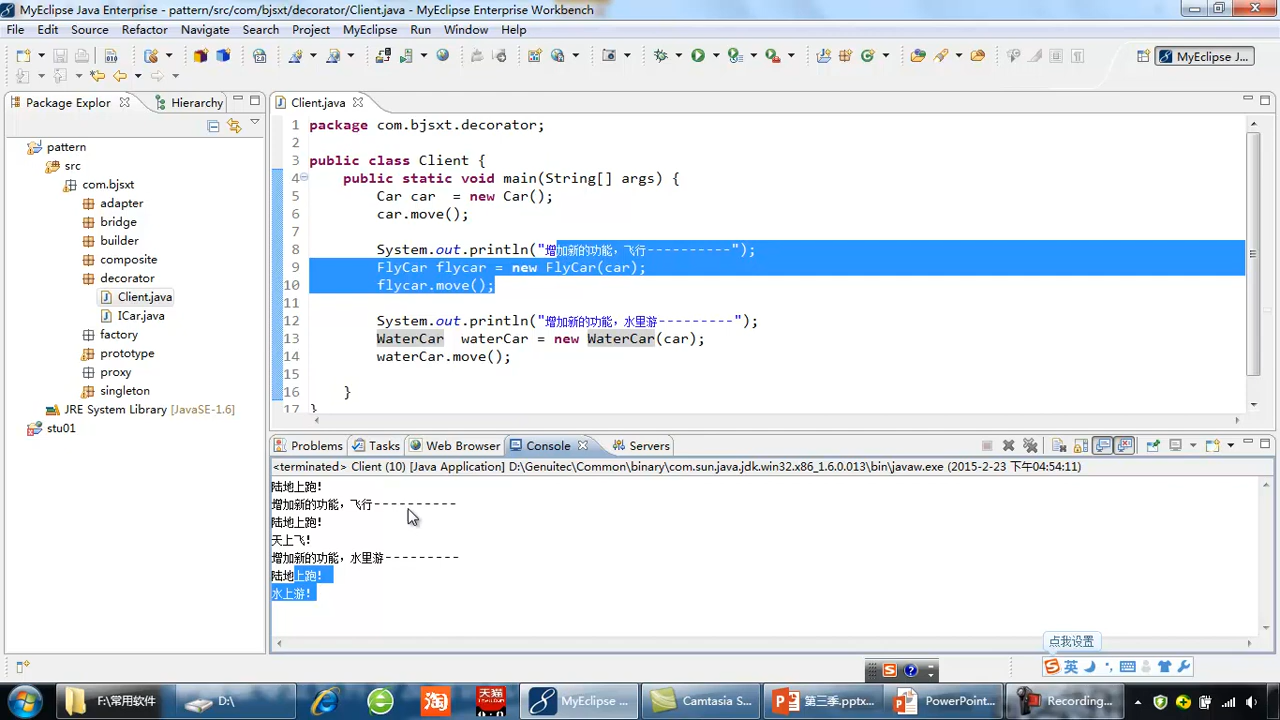 MyEclipse Java Enterprise - pattern/src/com/bjsxt/decorator/Client.java - MyEclipse Enterprise Workbench
File Edit Source Refactor Navigate Search Project MyEclipse Run Window Help
MyEclipse J...
Package Explor
Hierarchy
pattern
src
com.bjsxt
adapter
bridge
builder
composite
decorator
Client.java
ICar.java
factory
prototype
proxy
singleton
JRE System Library [JavaSE-1.6]
stu01
Client.java
1 package com.bjsxt.decorator;
2
3 public class Client {
4 public static void main(String[] args) {
5 Car car  = new Car();
6 car.move();
7
8 System.out.println("增加新的功能，飞行----------");
9 FlyCar flycar = new FlyCar(car);
10 flycar.move();
11
12 System.out.println("增加新的功能，水里游---------");
13 WaterCar  waterCar = new WaterCar(car);
14 waterCar.move();
15
16 }
17 }
Problems Tasks Web Browser Console Servers
<terminated> Client (10) [Java Application] D:\Genuitec\Common\binary\com.sun.java.jdk.win32.x86_1.6.0.013\bin\javaw.exe (2015-2-23 下午04:54:11)
陆地上跑!
增加新的功能，飞行----------
陆地上跑!
天上飞!
增加新的功能，水里游---------
陆地上跑!
水上游!
点我设置
英
F:\常用软件
D:\
淘
天猫
MyEclipse ...
Camtasia S...
第三季.pptx...
PowerPoint...
Recording...